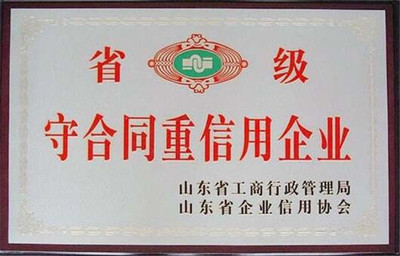 省级
守合同重信用企业
山东省工商行政管理局
山东省企业信用协会